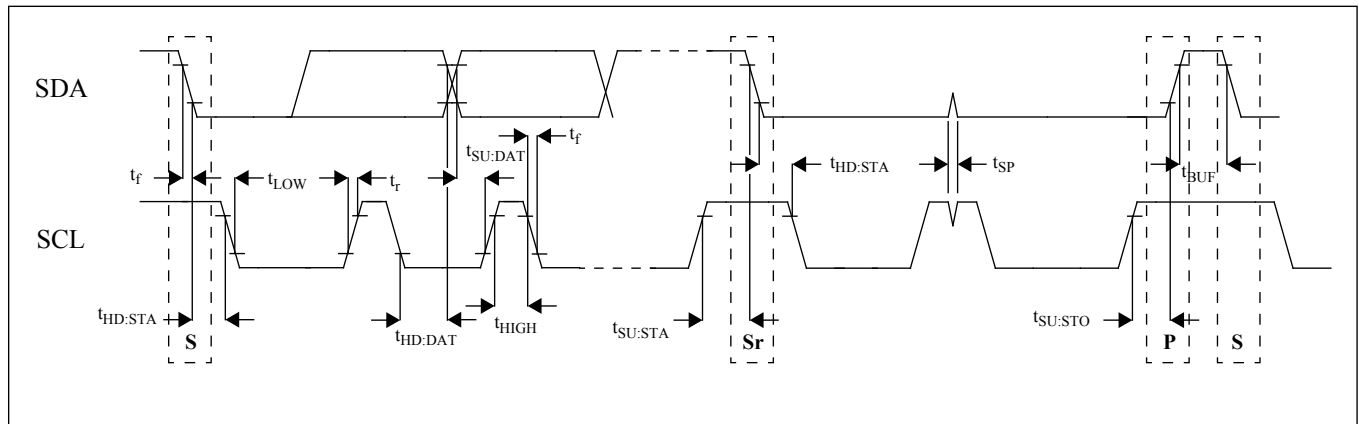 SDA
t_f
t_SU:DAT
t_f
t_LOW
t_r
t_HD:STA
t_SP
t_BUF
SCL
t_HD:STA
t_HD:DAT
t_HIGH
t_SU:STA
t_SU:STO
S
Sr
P
S